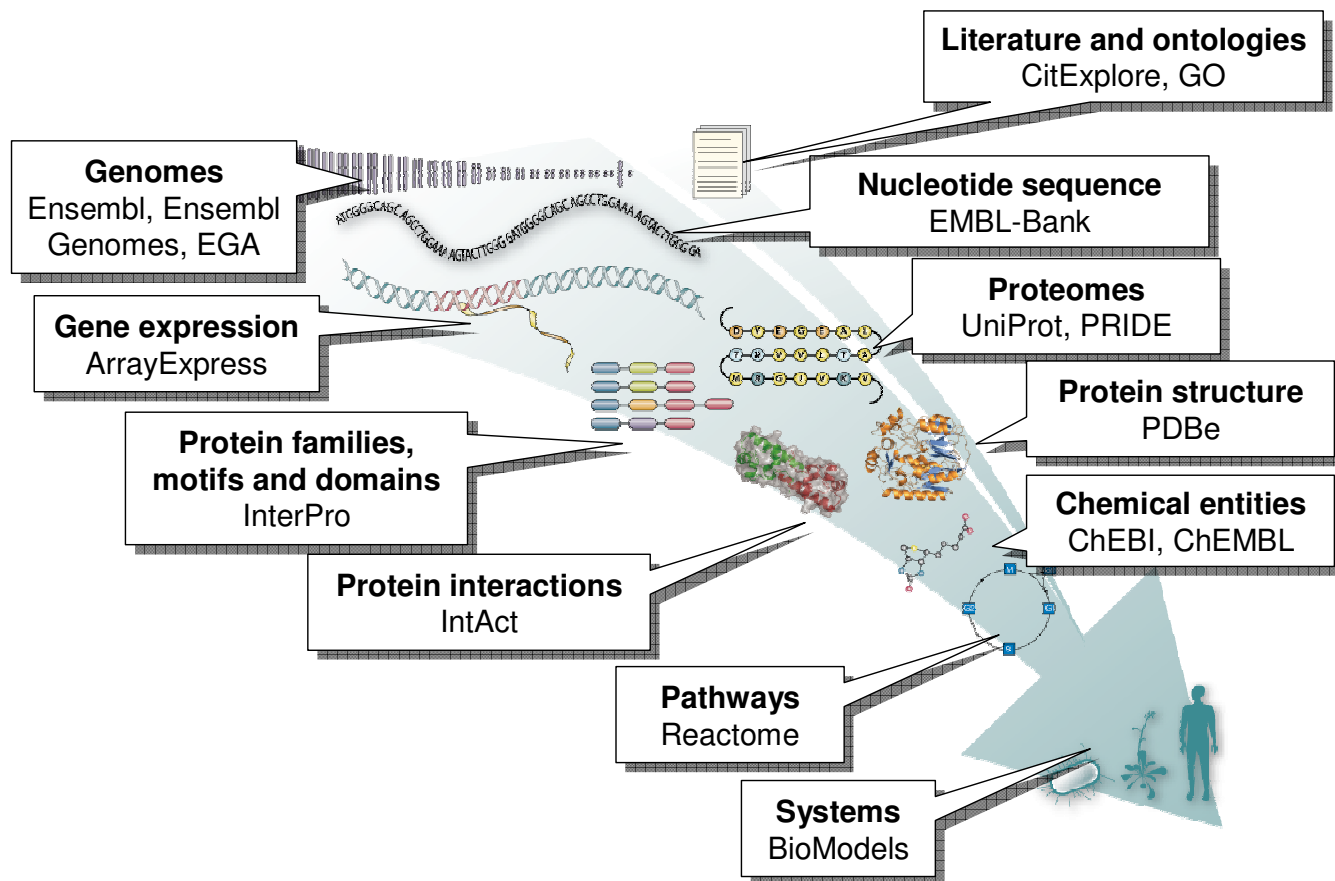 Literature and ontologies
CitExplore, GO
Genomes
Ensembl, Ensembl
Genomes, EGA
Nucleotide sequence
EMBL-Bank
Gene expression
ArrayExpress
Proteomes
UniProt, PRIDE
Protein structure
PDBe
Protein families,
motifs and domains
InterPro
Chemical entities
ChEBI, ChEMBL
Protein interactions
IntAct
Pathways
Reactome
Systems
BioModels